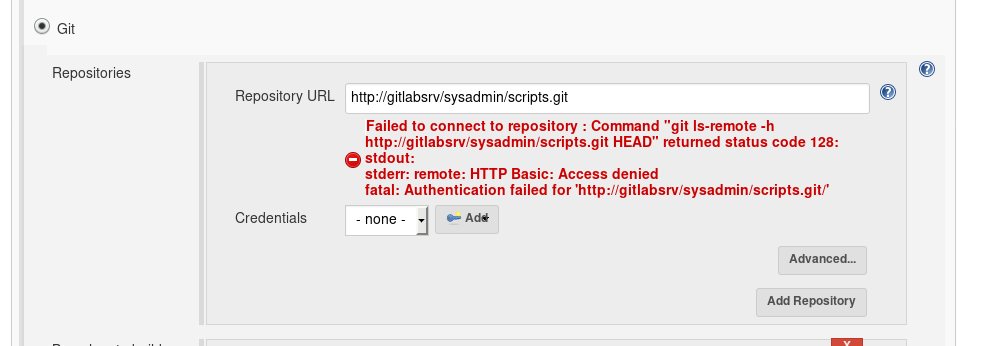 Git
Repositories
Repository URL http://gitlabsrv/sysadmin/scripts.git
Failed to connect to repository : Command "git ls-remote -h
http://gitlabsrv/sysadmin/scripts.git HEAD" returned status code 128:
stdout:
stderr: remote: HTTP Basic: Access denied
fatal: Authentication failed for 'http://gitlabsrv/sysadmin/scripts.git/'
Credentials - none - Add
Advanced...
Add Repository
X